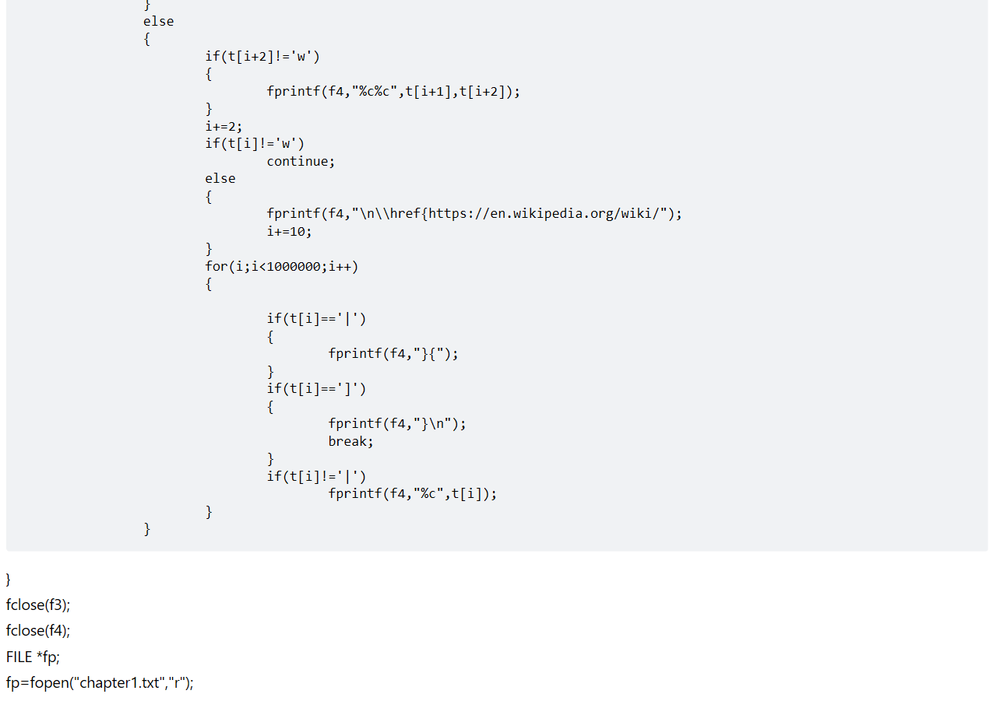 }
else
{
if(t[i+2]!='w')
{
fprintf(f4,"%c%c",t[i+1],t[i+2]);
}
i+=2;
if(t[i]!='w')
continue;
else
{
fprintf(f4,"\n\\href{https://en.wikipedia.org/wiki/");
i+=10;
}
for(i;i<1000000;i++)
{
if(t[i]=='|')
{
fprintf(f4,"}{");
}
if(t[i]==']')
{
fprintf(f4,"}\n");
break;
}
if(t[i]!='|')
fprintf(f4,"%c",t[i]);
}
}
}
fclose(f3);
fclose(f4);
FILE *fp;
fp=fopen("chapter1.txt","r");